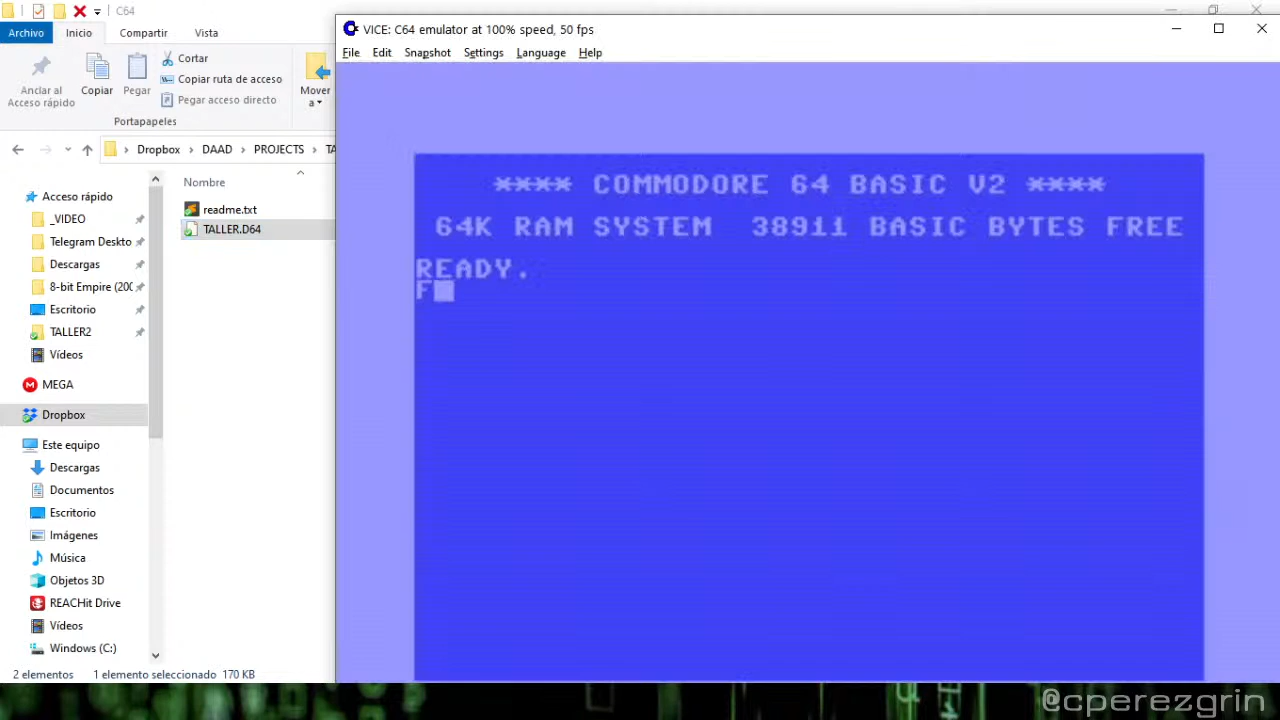 C64
Archivo Inicio Compartir Vista
Anclar al
Acceso rápido
Copiar
Pegar
Cortar
Copiar ruta de acceso
Pegar acceso directo
Mover
a
Portapapeles
Dropbox DAAD PROJECTS TA
Nombre
readme.txt
TALLER.D64
Acceso rápido
_VIDEO
Telegram Deskto
Descargas
8-bit Empire (200
Escritorio
TALLER2
Vídeos
MEGA
Dropbox
Este equipo
Descargas
Documentos
Escritorio
Imágenes
Música
Objetos 3D
REACHit Drive
Vídeos
Windows (C:)
2 elementos 1 elemento seleccionado 170 KB
VICE: C64 emulator at 100% speed, 50 fps
File Edit Snapshot Settings Language Help
**** COMMODORE 64 BASIC V2 ****
64K RAM SYSTEM 38911 BASIC BYTES FREE
READY.
F
@cperezgrin